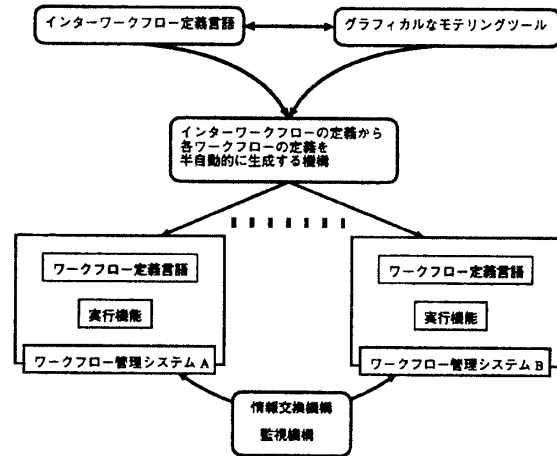 インターワークフロー定義言語
グラフィカルなモデリングツール
インターワークフローの定義から
各ワークフローの定義を
半自動的に生成する機構
ワークフロー定義言語
実行機能
ワークフロー管理システム A
ワークフロー定義言語
実行機能
ワークフロー管理システム B
情報交換機構
監視機構